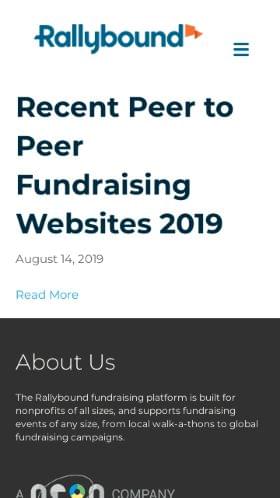 Rallybound
Recent Peer to
Peer
Fundraising
Websites 2019
August 14, 2019
Read More
About Us
The Rallybound fundraising platform is built for
nonprofits of all sizes, and supports fundraising
events of any size, from local walk-a-thons to global
fundraising campaigns.
A neon COMPANY